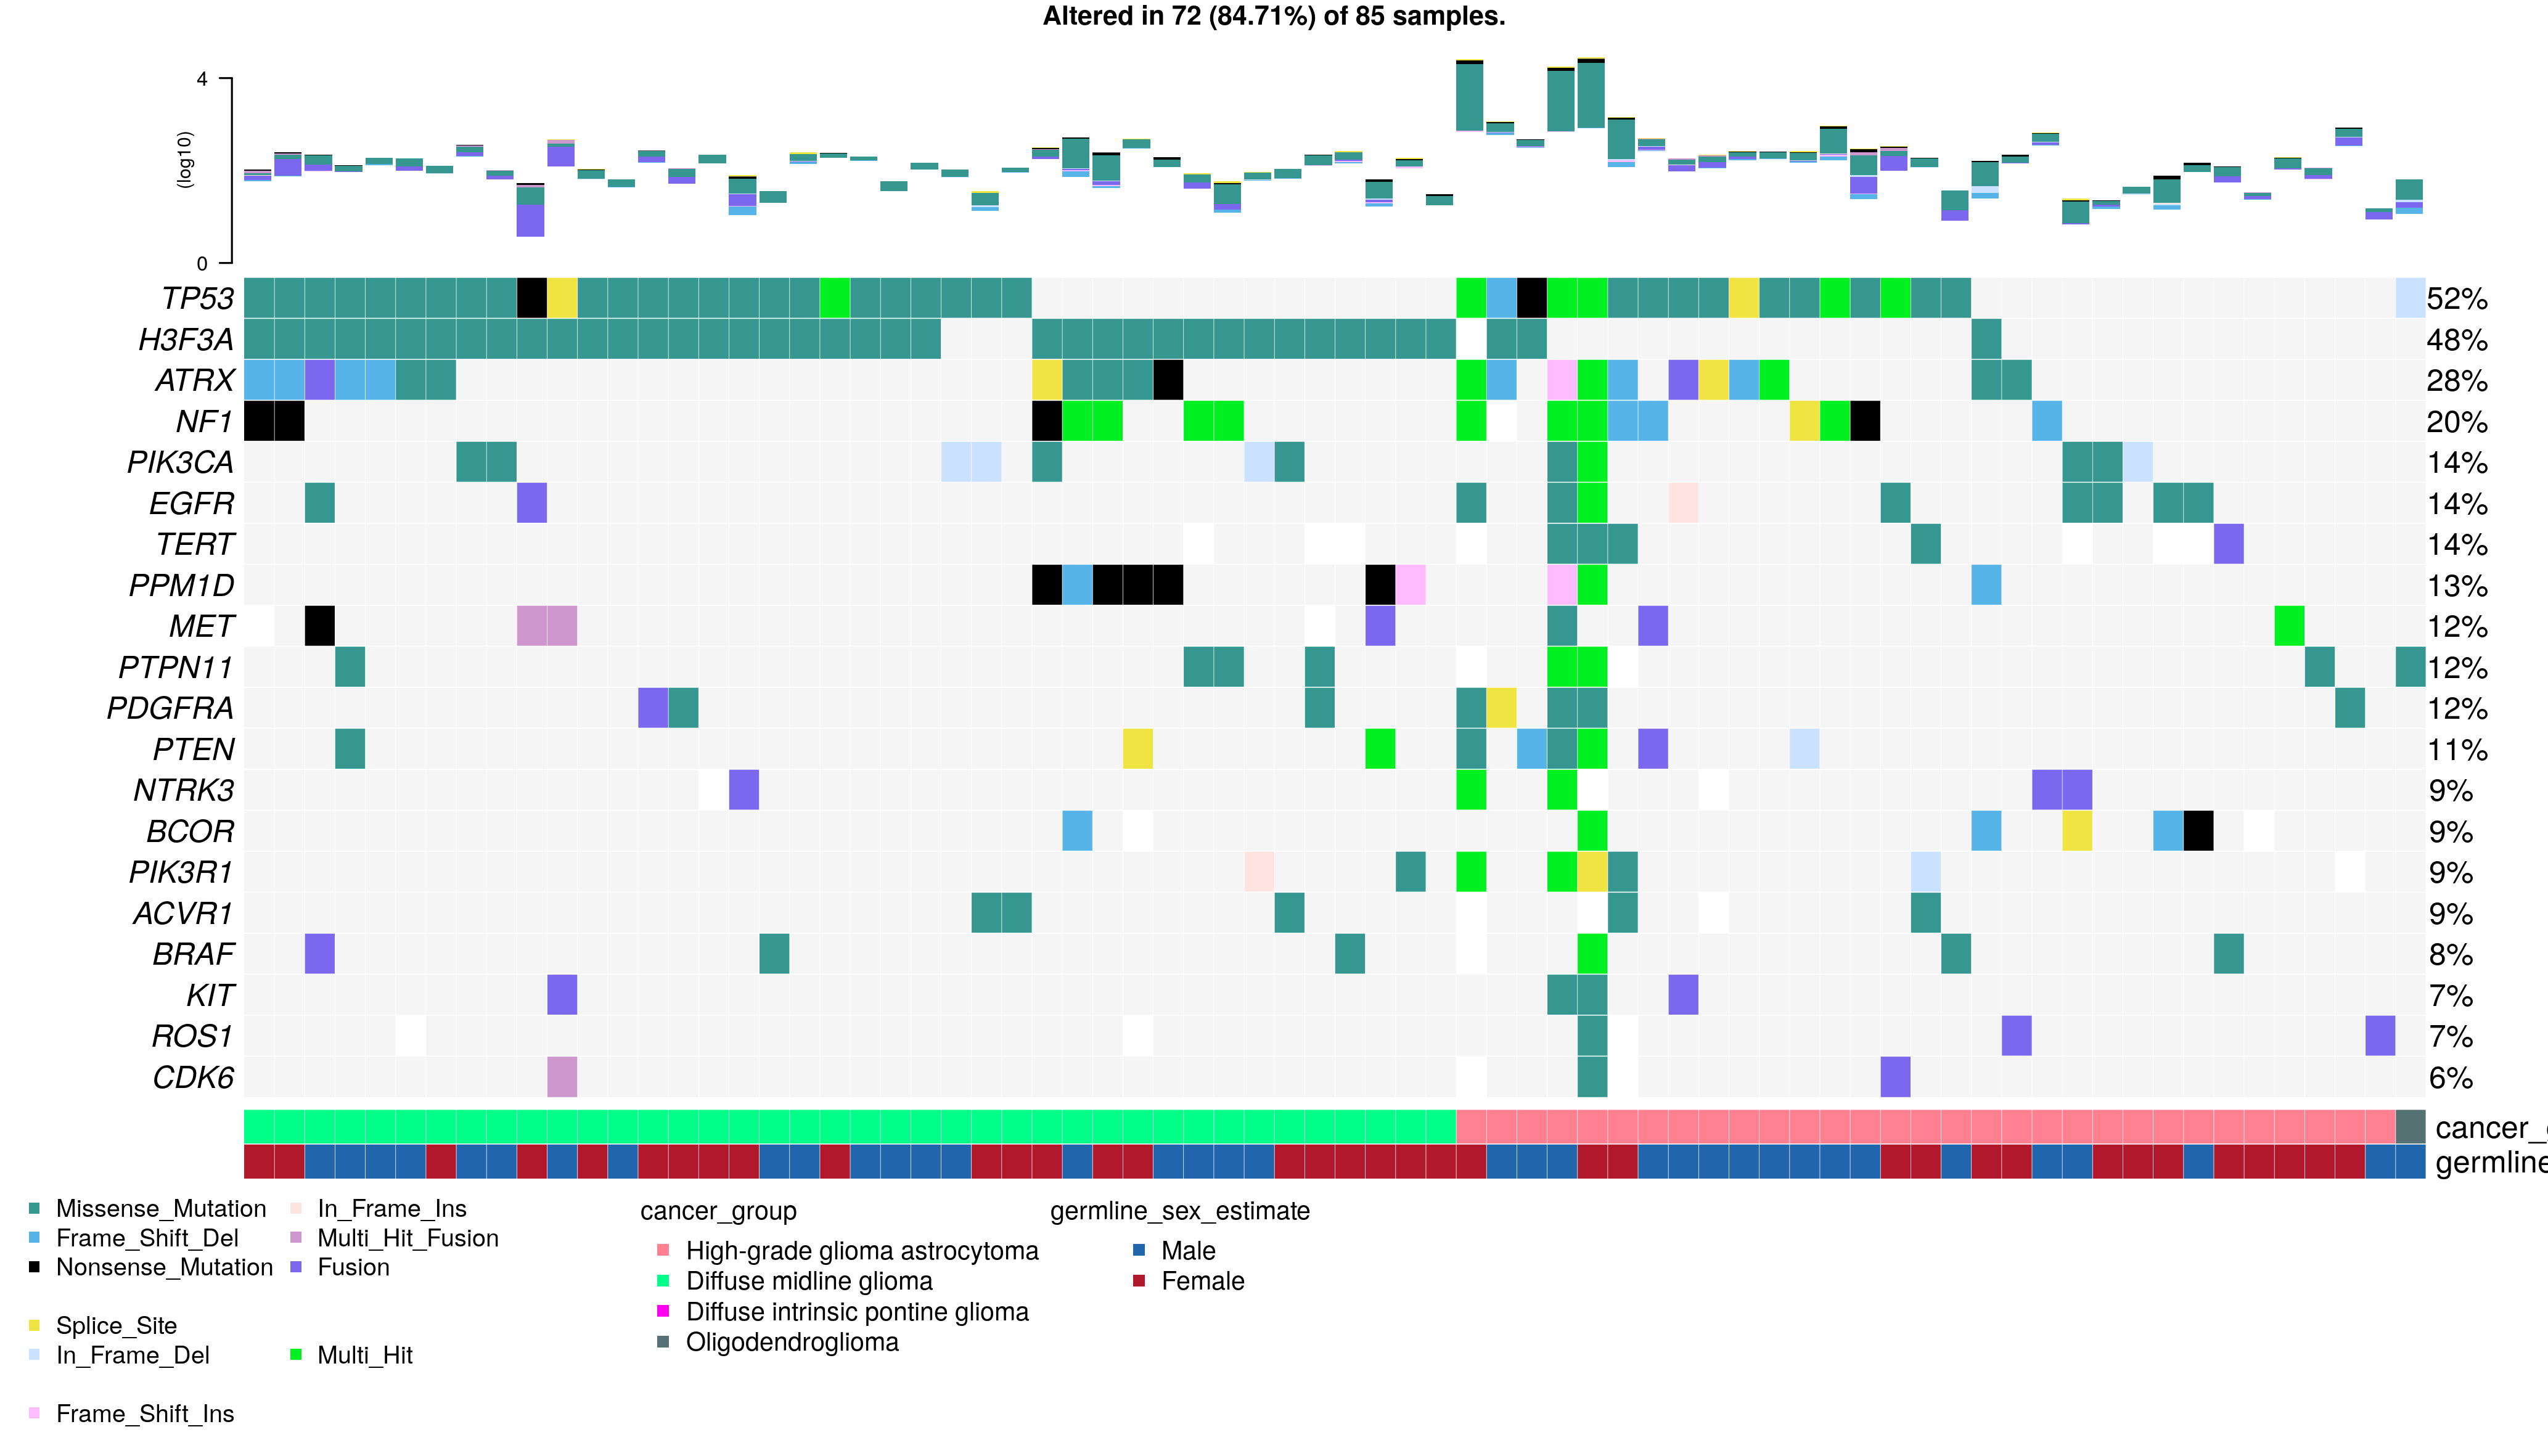 Altered in 72 (84.71%) of 85 samples.
4
(log10)
0
TP53 52%
H3F3A 48%
ATRX 28%
NF1 20%
PIK3CA 14%
EGFR 14%
TERT 14%
PPM1D 13%
MET 12%
PTPN11 12%
PDGFRA 12%
PTEN 11%
NTRK3 9%
BCOR 9%
PIK3R1 9%
ACVR1 9%
BRAF 8%
KIT 7%
ROS1 7%
CDK6 6%
cancer_
germline
Missense_Mutation
Frame_Shift_Del
Nonsense_Mutation
Splice_Site
In_Frame_Del
Frame_Shift_Ins
In_Frame_Ins
Multi_Hit_Fusion
Fusion
Multi_Hit
cancer_group
High-grade glioma astrocytoma
Diffuse midline glioma
Diffuse intrinsic pontine glioma
Oligodendroglioma
germline_sex_estimate
Male
Female